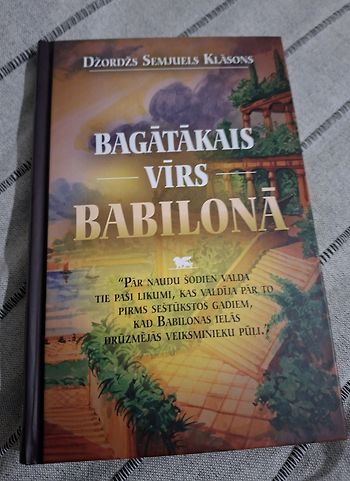 DŽORDŽS SEMJUELS KLĀSONS
BAGĀTĀKAIS
VĪRS
BABILONĀ
"PĀR NAUDU ŠODIEN VALDA
TIE PAŠI LIKUMI, KAS VALDĪJA PĀR TO
PIRMS SEŠTŪKSTOŠ GADIEM,
KAD BABILONAS IELĀS
DRŪZMĒJĀS VEIKSMINIEKU PŪĻI."